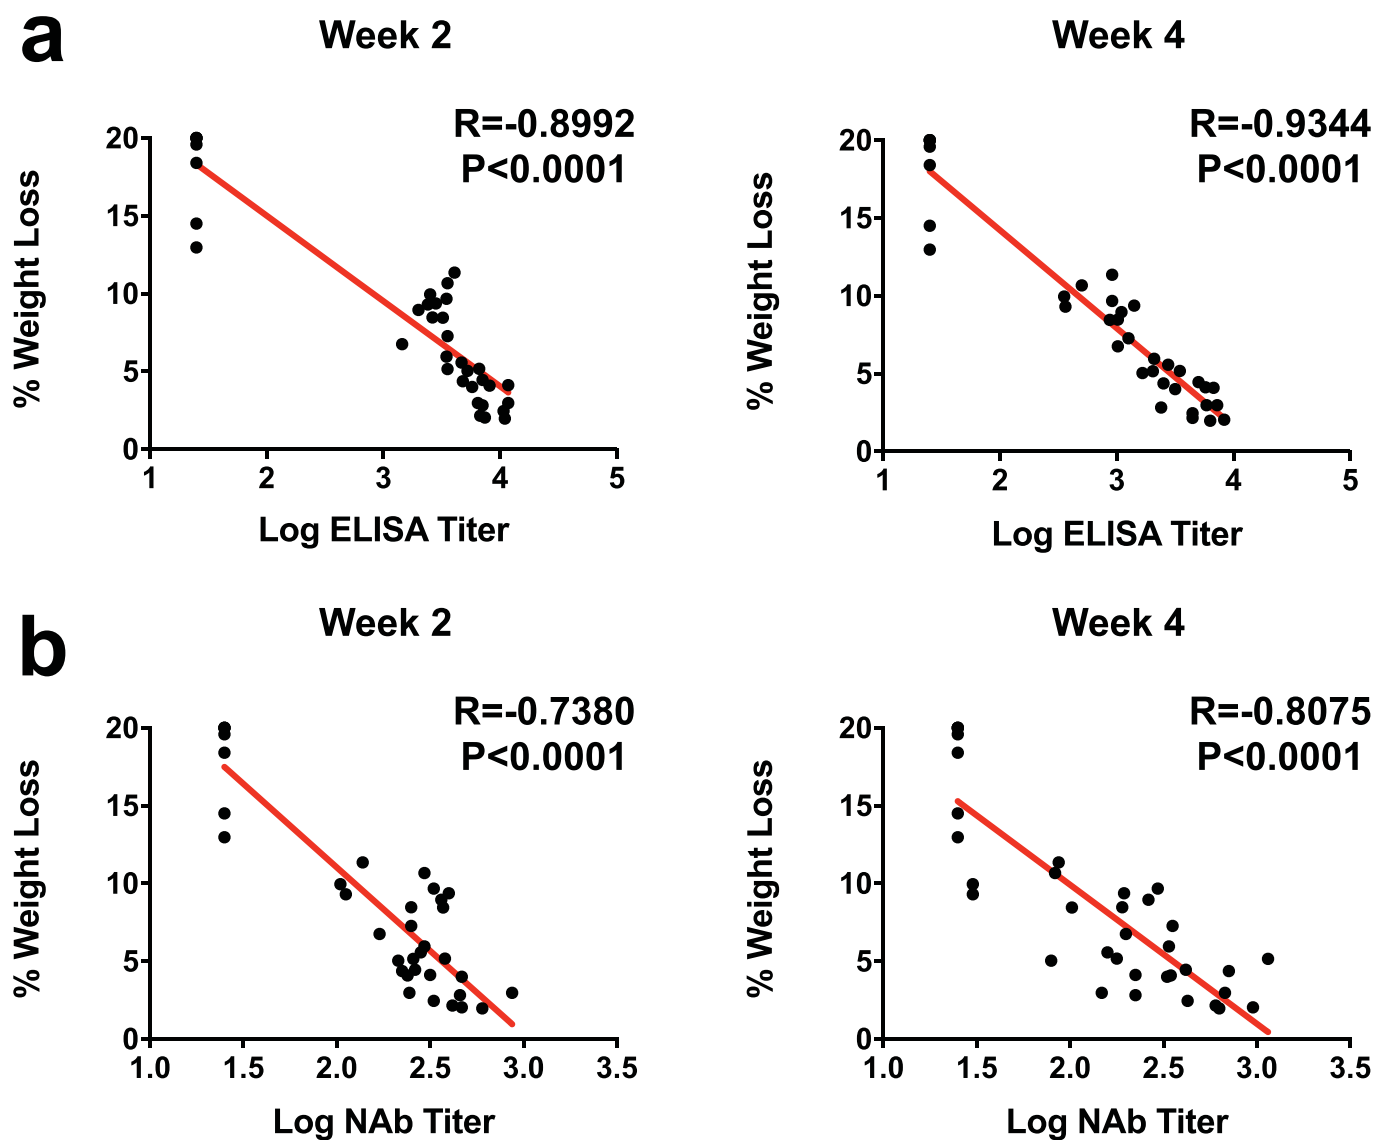 a
Week 2
R=-0.8992
P<0.0001
% Weight Loss
20
15
10
5
0
1 2 3 4 5
Log ELISA Titer
Week 4
R=-0.9344
P<0.0001
% Weight Loss
20
15
10
5
0
1 2 3 4 5
Log ELISA Titer
b
Week 2
R=-0.7380
P<0.0001
% Weight Loss
20
15
10
5
0
1.0 1.5 2.0 2.5 3.0 3.5
Log NAb Titer
Week 4
R=-0.8075
P<0.0001
% Weight Loss
20
15
10
5
0
1.0 1.5 2.0 2.5 3.0 3.5
Log NAb Titer